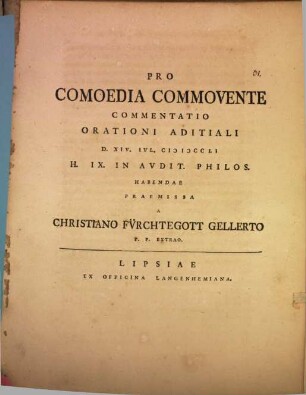 PRO
COMOEDIA COMMOVENTE
COMMENTATIO
ORATIONI ADITIALI
D. XIV. IVL. CIƆIƆCCLI
H. IX. IN AVDIT. PHILOS.
HABENDAE
PRAEMISSA
A
CHRISTIANO FVRCHTEGOTT GELLERTO
P. P. EXTRAO.
LIPSIAE
EX OFFICINA LANGENHEMIANA.